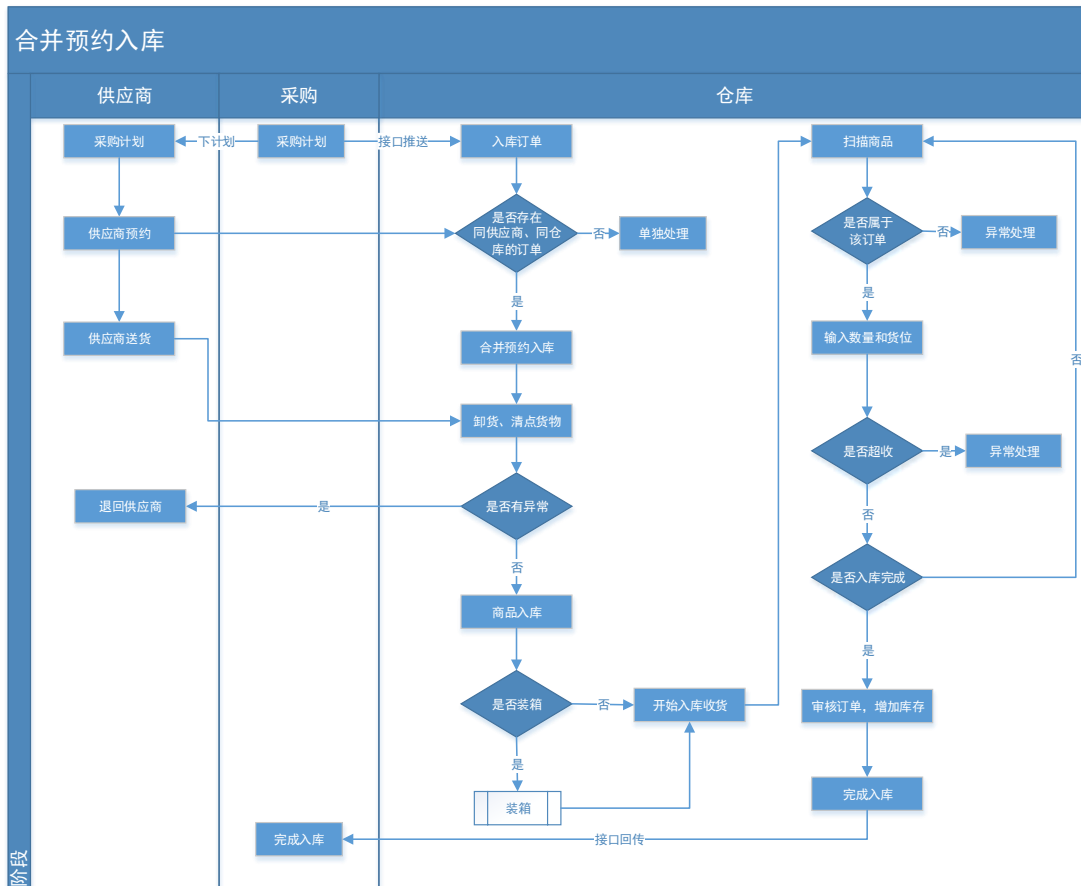 合并预约入库
供应商
采购
仓库
采购计划
下计划
采购计划
接口推送
入库订单
扫描商品
供应商预约
是否存在
同供应商、同仓
库的订单
否
单独处理
是否属于
该订单
否
异常处理
是
是
供应商送货
合并预约入库
输入数量和货位
否
卸货、清点货物
是否超收
是
异常处理
退回供应商
是
是否有异常
否
否
是否入库完成
商品入库
是
是否装箱
否
开始入库收货
审核订单，增加库存
是
装箱
完成入库
完成入库
接口回传
阶段